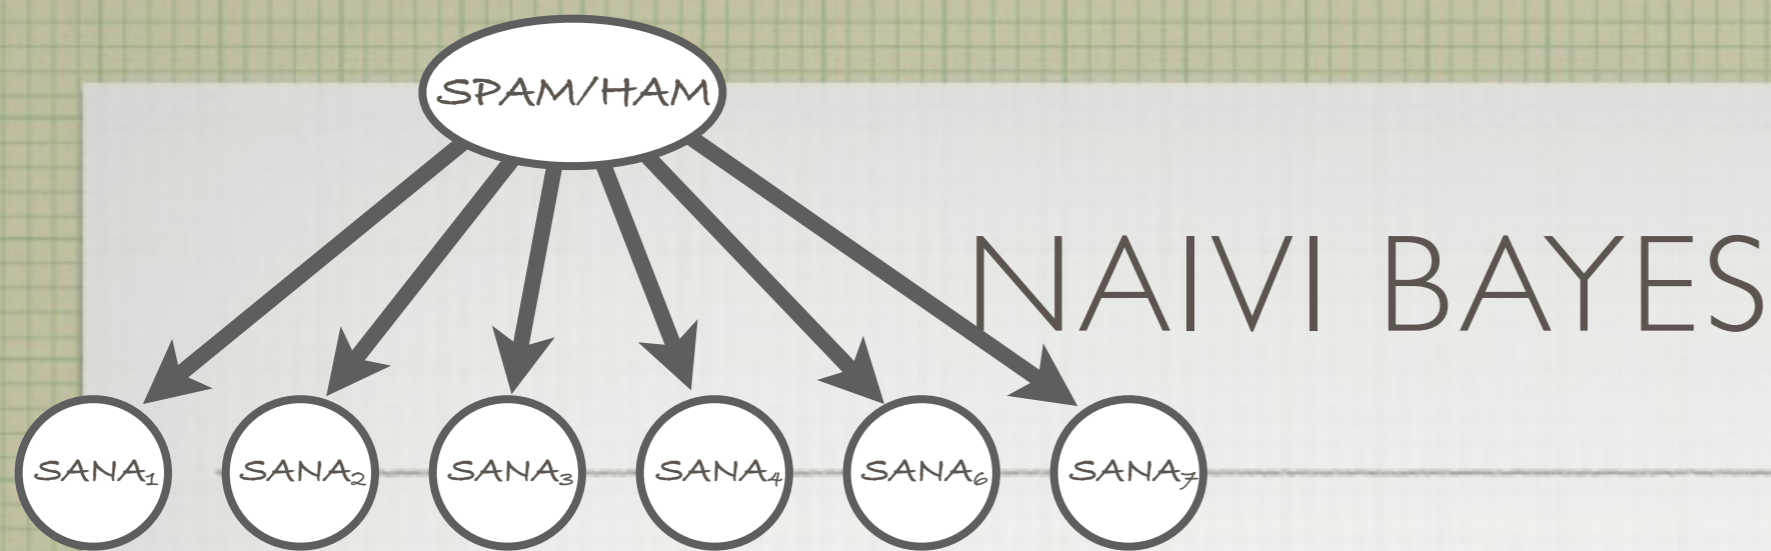 SPAM/HAM
NAIVI BAYES
SANA₁ SANA₂ SANA₃ SANA₄ SANA₆ SANA₇